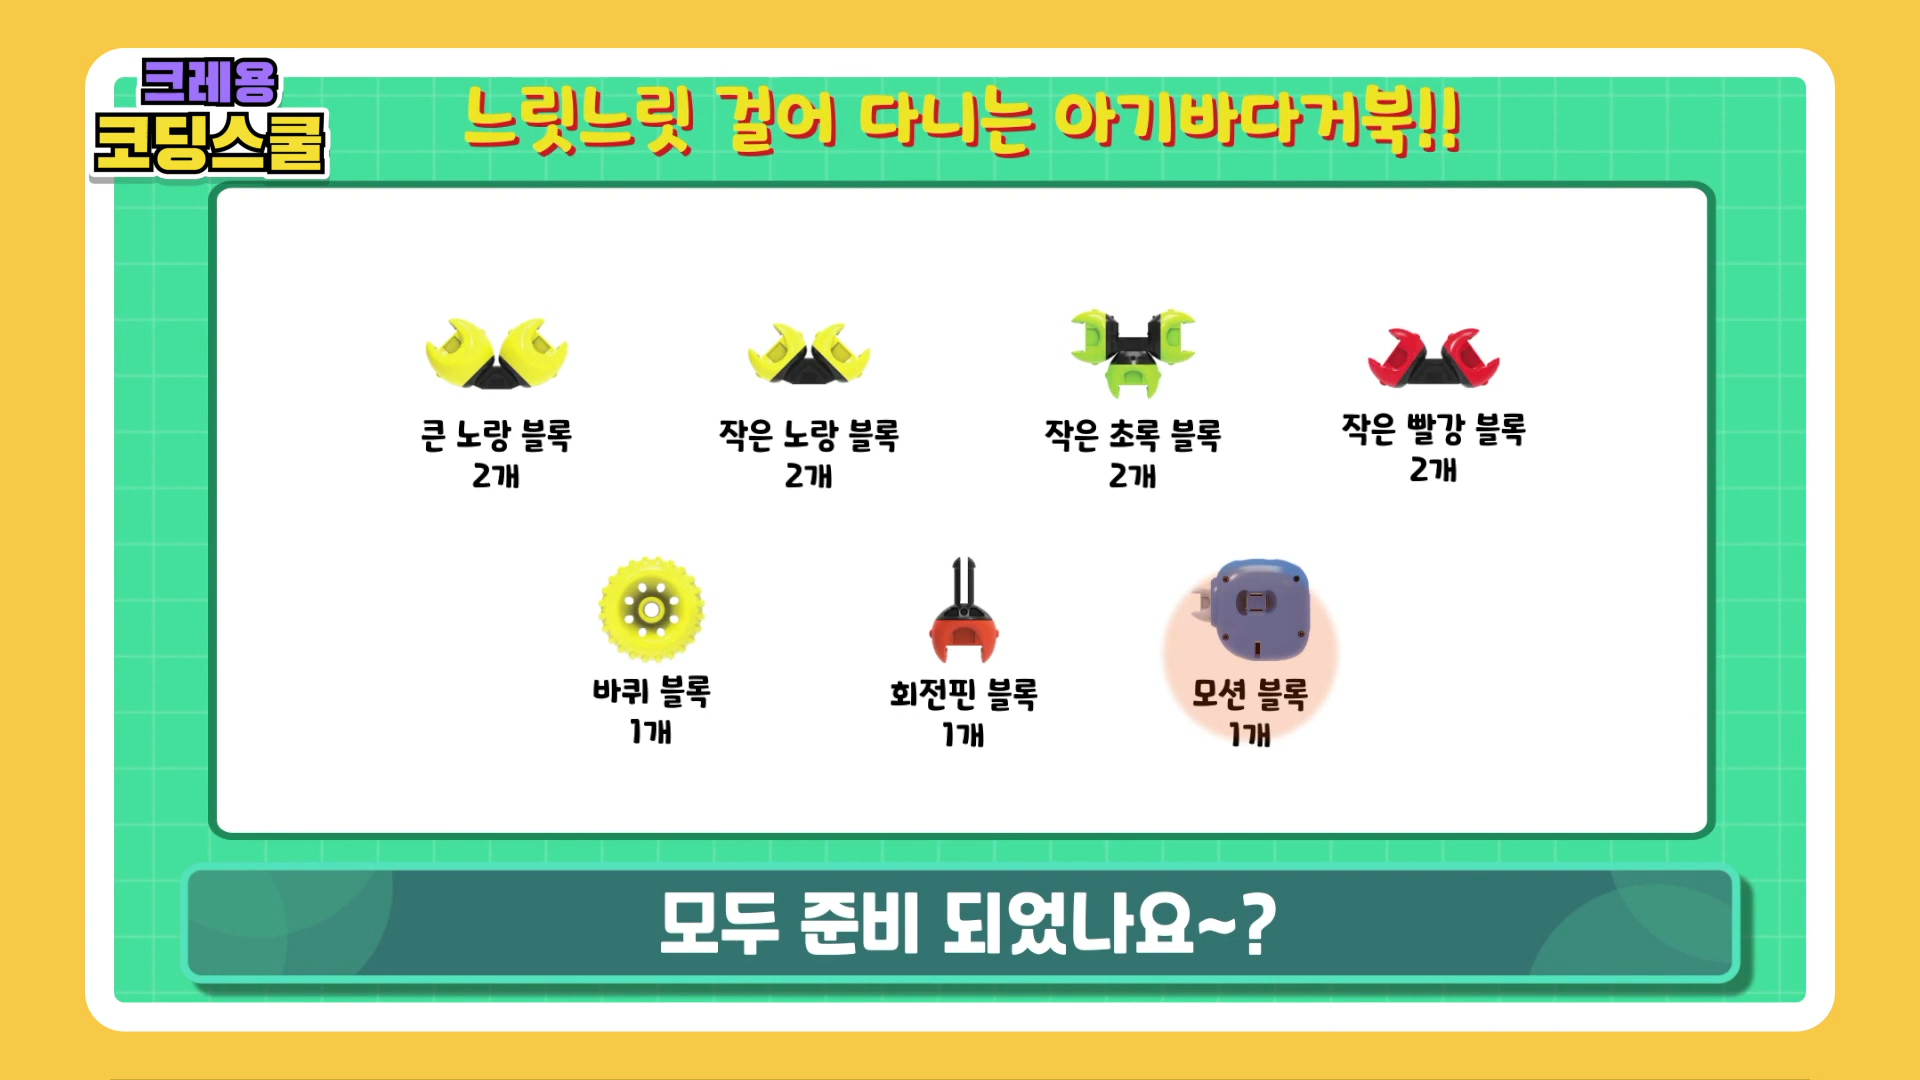 크레용
코딩스쿨
느릿느릿 걸어 다니는 아기바다거북!!
큰 노랑 블록
2개
작은 노랑 블록
2개
작은 초록 블록
2개
작은 빨강 블록
2개
바퀴 블록
1개
회전핀 블록
1개
모션 블록
1개
모두 준비 되었나요~?